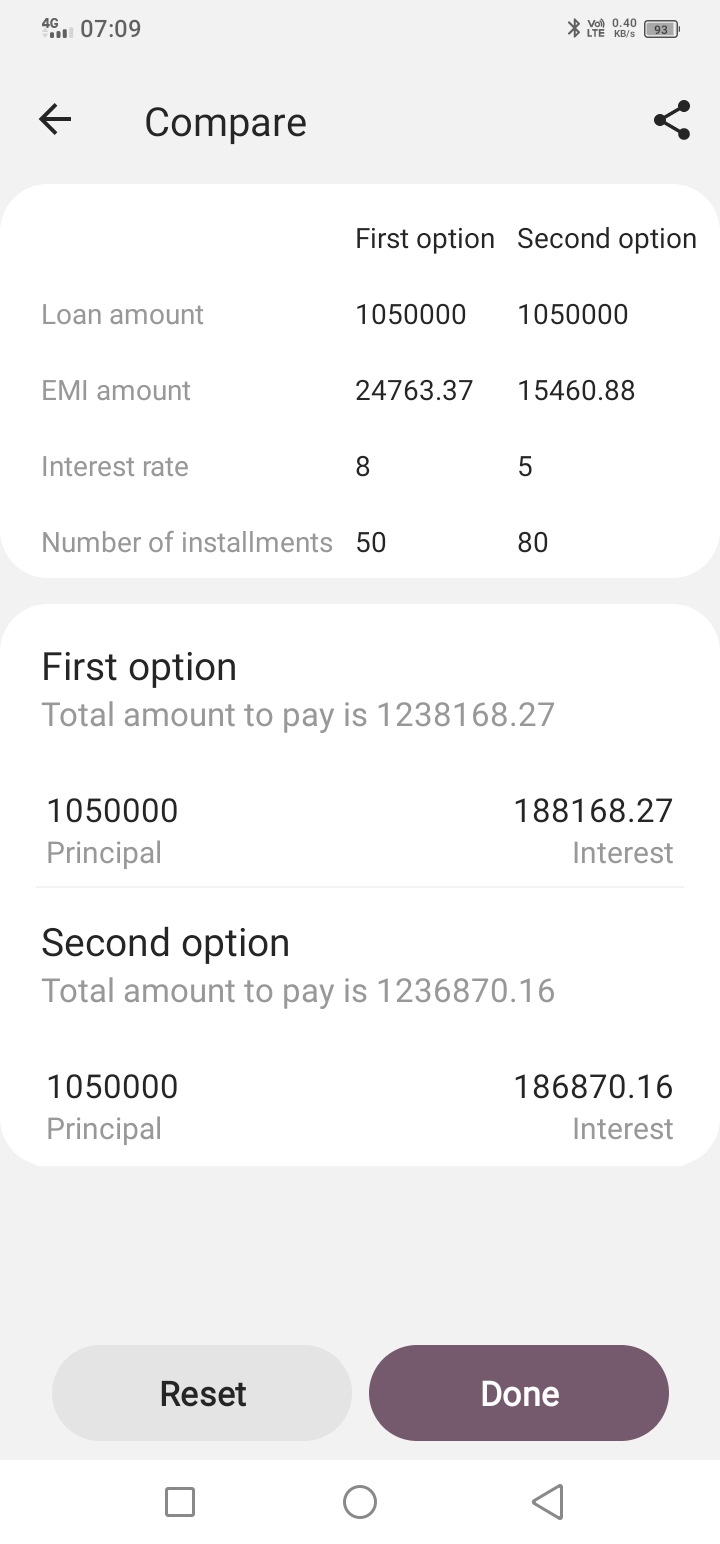 4G 07:09 Vo) LTE 0.40 KB/s 93
Compare
First option Second option
Loan amount 1050000 1050000
EMI amount 24763.37 15460.88
Interest rate 8 5
Number of installments 50 80
First option
Total amount to pay is 1238168.27
1050000 188168.27
Principal Interest
Second option
Total amount to pay is 1236870.16
1050000 186870.16
Principal Interest
Reset Done